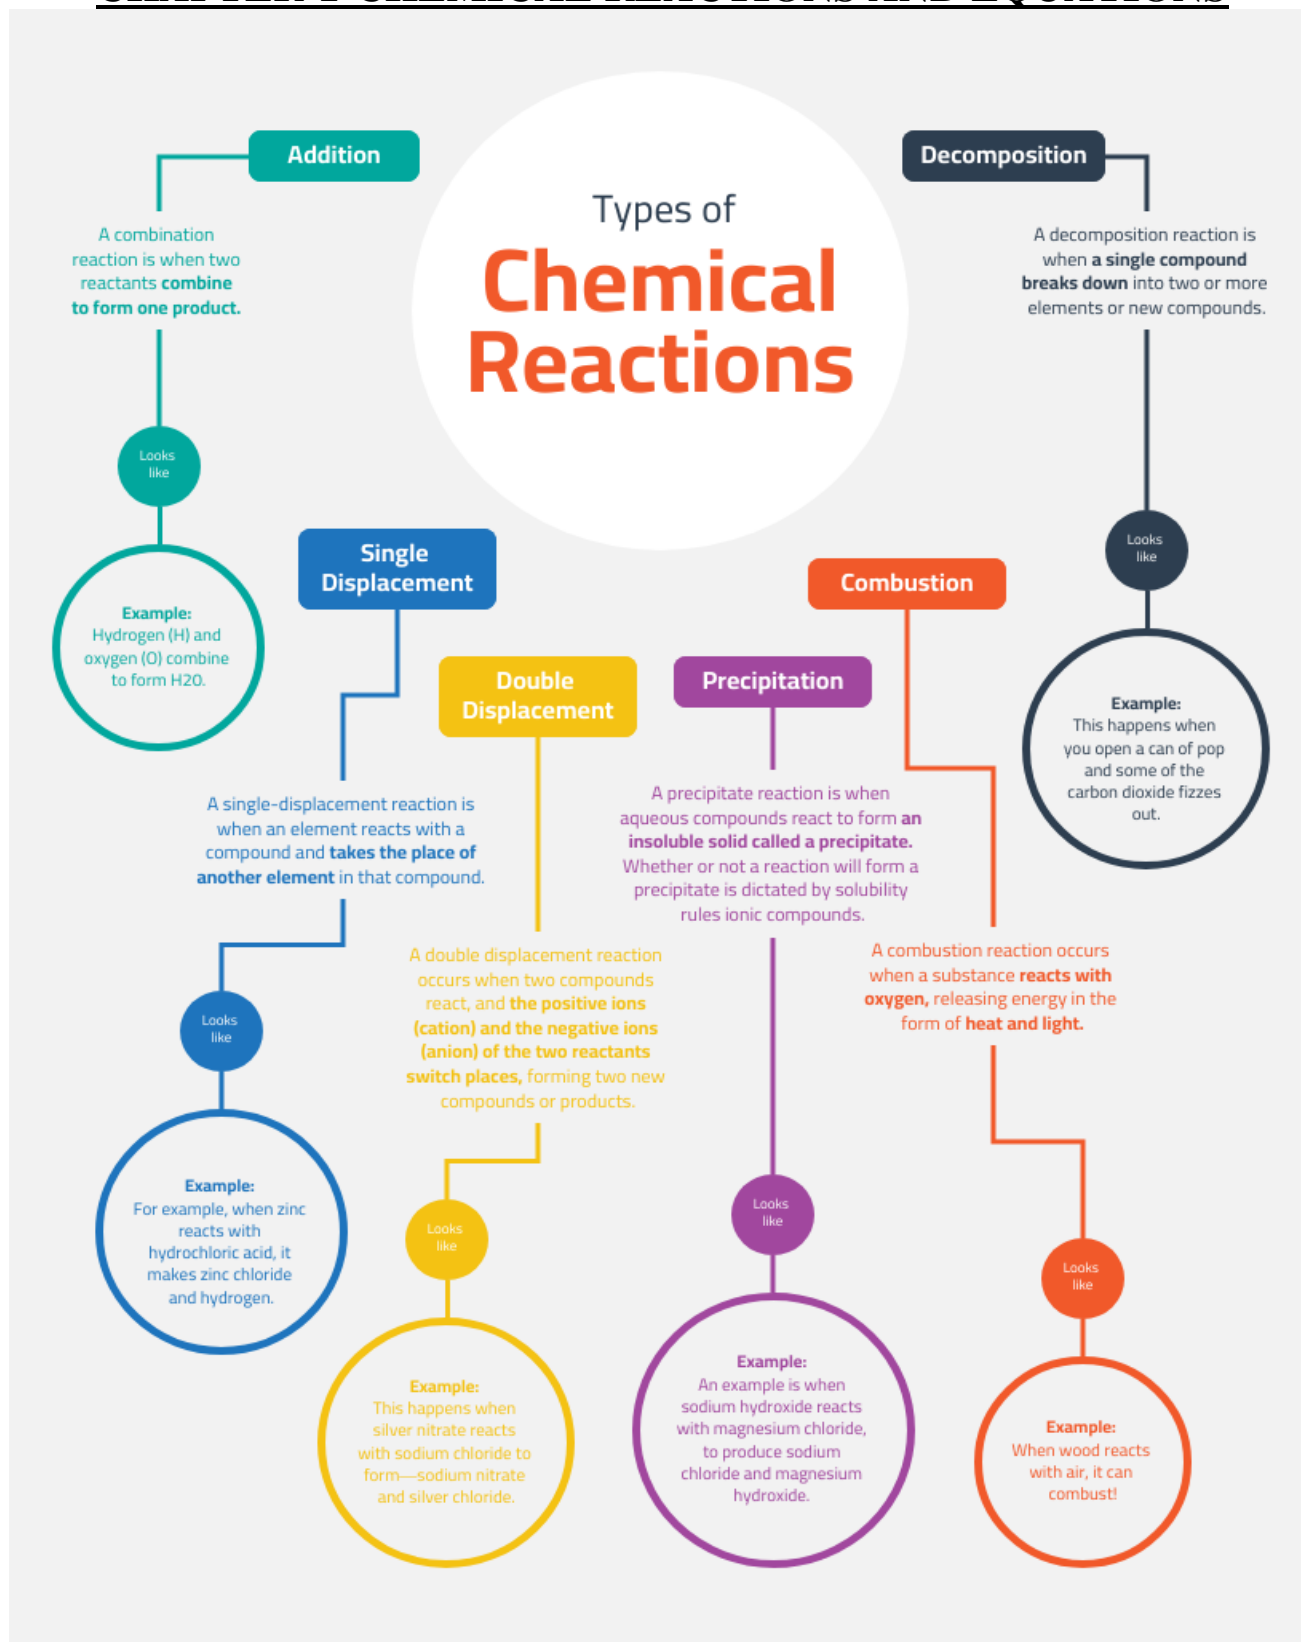 CHAPTER 1 CHEMICAL REACTIONS AND EQUATIONS
Types of
Chemical
Reactions
Addition
A combination
reaction is when two
reactants combine
to form one product.
Looks
like
Example:
Hydrogen (H) and
oxygen (O) combine
to form H20.
Single
Displacement
A single-displacement reaction is
when an element reacts with a
compound and takes the place of
another element in that compound.
Looks
like
Example:
For example, when zinc
reacts with
hydrochloric acid, it
makes zinc chloride
and hydrogen.
Double
Displacement
A double displacement reaction
occurs when two compounds
react, and the positive ions
(cation) and the negative ions
(anion) of the two reactants
switch places, forming two new
compounds or products.
Looks
like
Example:
This happens when
silver nitrate reacts
with sodium chloride to
form—sodium nitrate
and silver chloride.
Precipitation
A precipitate reaction is when
aqueous compounds react to form an
insoluble solid called a precipitate.
Whether or not a reaction will form a
precipitate is dictated by solubility
rules ionic compounds.
Looks
like
Example:
An example is when
sodium hydroxide reacts
with magnesium chloride,
to produce sodium
chloride and magnesium
hydroxide.
Combustion
A combustion reaction occurs
when a substance reacts with
oxygen, releasing energy in the
form of heat and light.
Looks
like
Example:
When wood reacts
with air, it can
combust!
Decomposition
A decomposition reaction is
when a single compound
breaks down into two or more
elements or new compounds.
Looks
like
Example:
This happens when
you open a can of pop
and some of the
carbon dioxide fizzes
out.